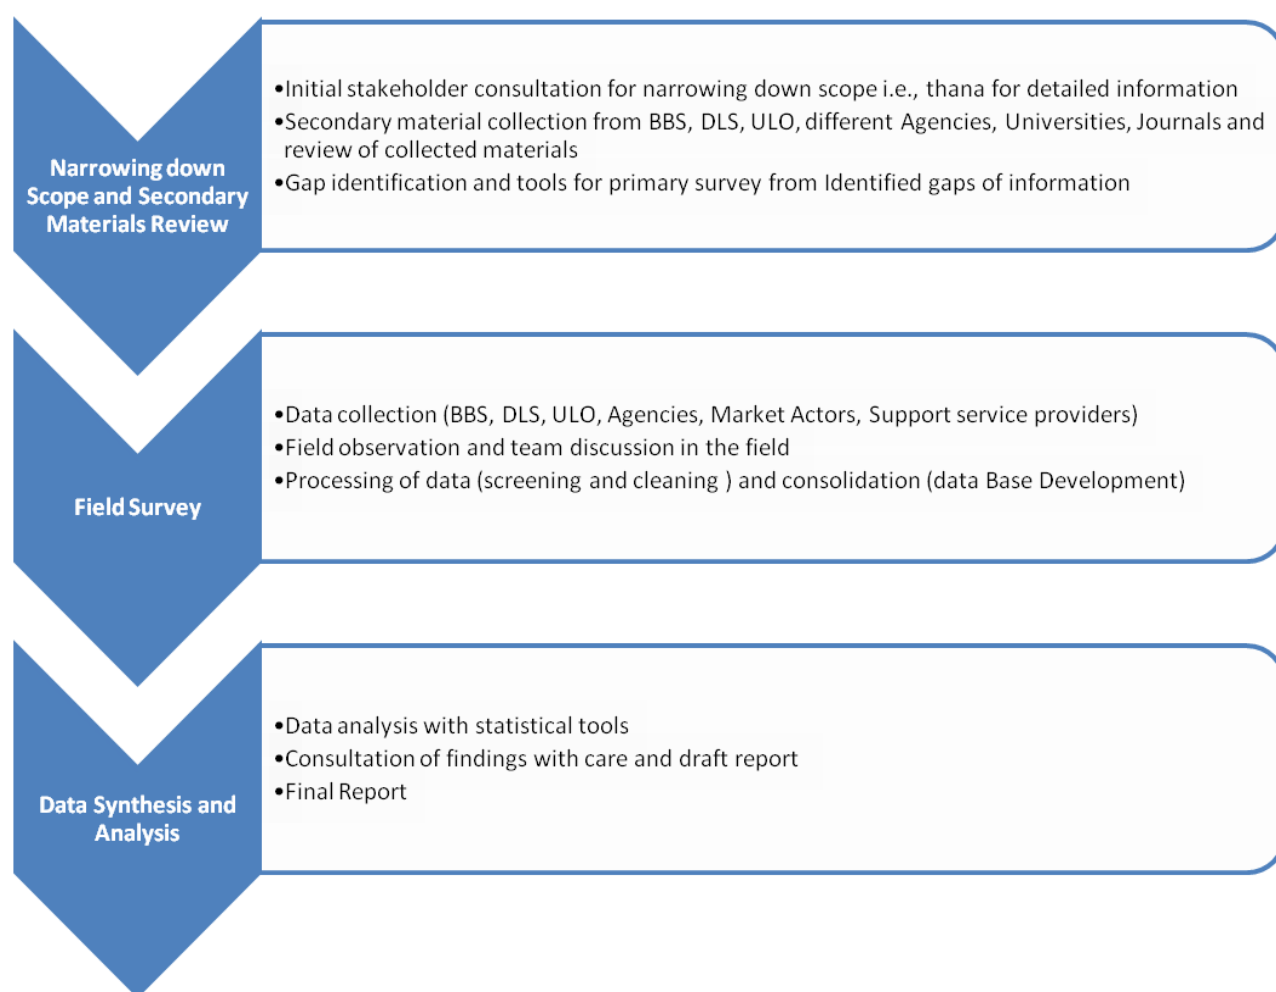 Narrowing down
Scope and Secondary
Materials Review
•Initial stakeholder consultation for narrowing down scope i.e., thana for detailed information
•Secondary material collection from BBS, DLS, ULO, different Agencies, Universities, Journals and
review of collected materials
•Gap identification and tools for primary survey from Identified gaps of information
Field Survey
•Data collection (BBS, DLS, ULO, Agencies, Market Actors, Support service providers)
•Field observation and team discussion in the field
•Processing of data (screening and cleaning ) and consolidation (data Base Development)
Data Synthesis and
Analysis
•Data analysis with statistical tools
•Consultation of findings with care and draft report
•Final Report